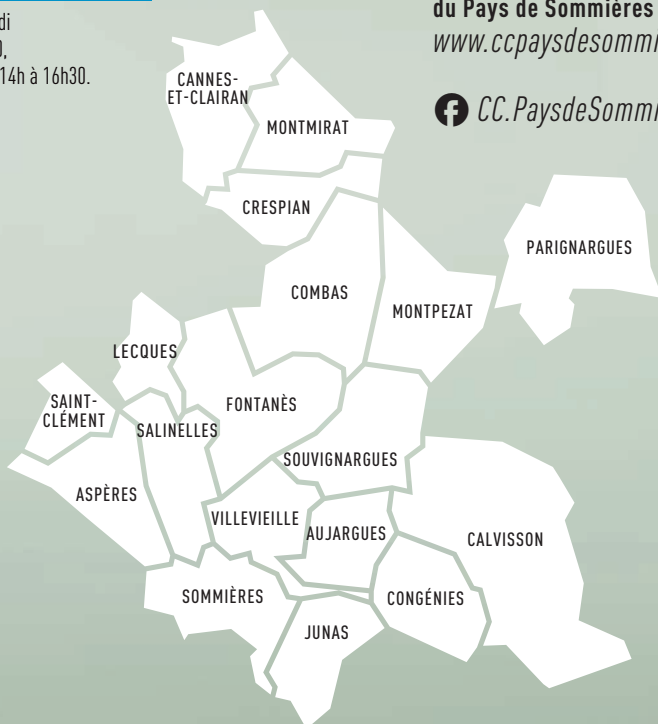 di
14h à 16h30.
du Pays de Sommières
www.ccpaysdesommi
CC.PaysdeSommi
CANNES-
ET-CLAIRAN
MONTMIRAT
CRESPIAN
PARIGNARGUES
COMBAS
MONTPEZAT
LECQUES
SAINT-
CLÉMENT
FONTANÈS
SALINELLES
SOUVIGNARGUES
ASPÈRES
VILLEVIEILLE
AUJARGUES
CALVISSON
SOMMIÈRES
CONGÉNIES
JUNAS